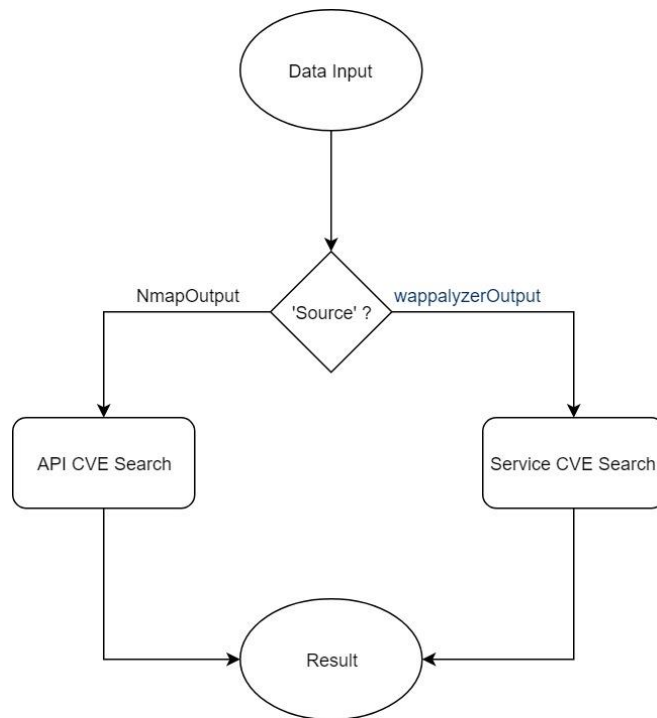 Data Input
NmapOutput
'Source' ?
wappalyzerOutput
API CVE Search
Service CVE Search
Result